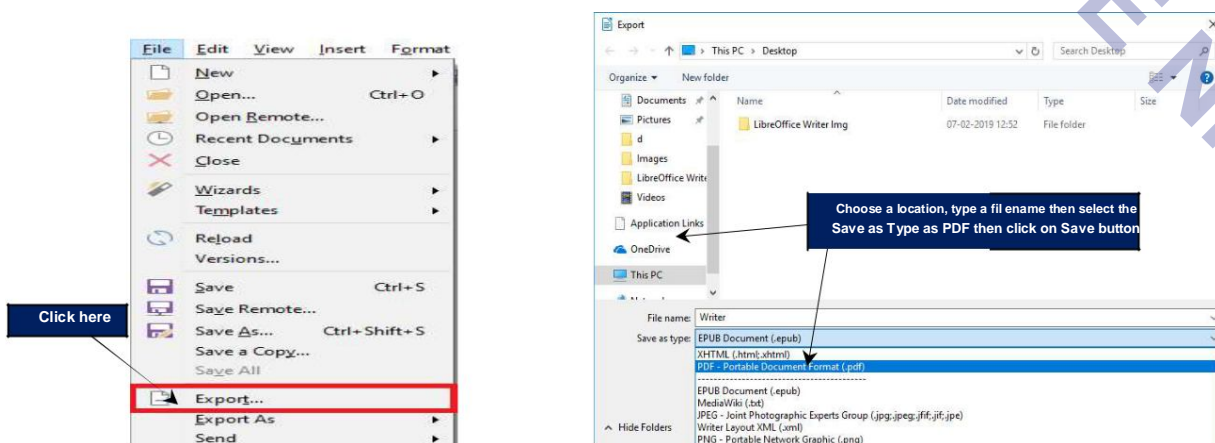 File Edit View Insert Format
New
Open... Ctrl+O
Open Remote...
Recent Documents
Close
Wizards
Templates
Reload
Versions...
Save Ctrl+S
Save Remote...
Save As... Ctrl+Shift+S
Save a Copy...
Save All
Export...
Export As
Send
Click here
Export
This PC > Desktop
Search Desktop
Organize New folder
Name Date modified Type Size
Documents
Pictures
d
Images
LibreOffice Write
Videos
Application Links
OneDrive
This PC
LibreOffice Writer Img 07-02-2019 12:52 File folder
Choose a location, type a fil ename then select the
Save as Type as PDF then click on Save button
File name: Writer
Save as type: EPUB Document (.epub)
XHTML (.html;.xhtml)
PDF - Portable Document Format (.pdf)
EPUB Document (.epub)
MediaWiki (.txt)
JPEG - Joint Photographic Experts Group (.jpg;.jpeg;.jfif;.jif;.jpe)
Writer Layout XML (.xml)
PNG - Portable Network Graphic (.png)
Hide Folders